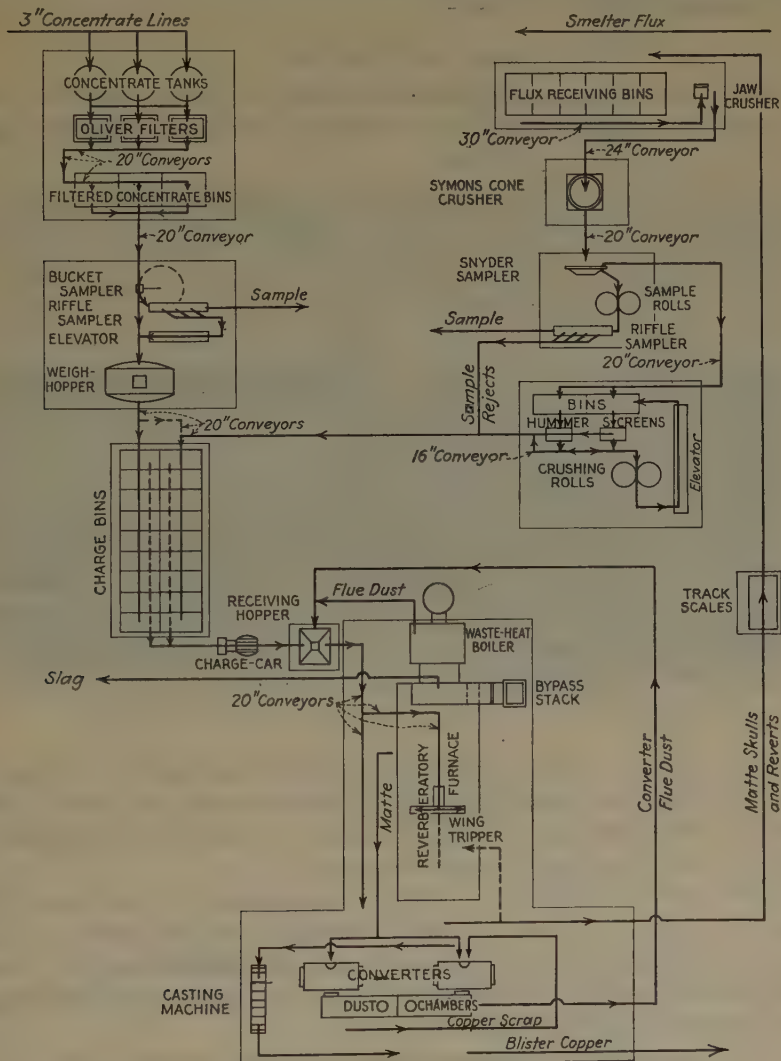 3"Concentrate Lines
CONCENTRATE TANKS
OLIVER FILTERS
20"Conveyors
FILTERED CONCENTRATE BINS
20"Conveyor
BUCKET
SAMPLER
RIFFLE
SAMPLER
ELEVATOR
WEIGH-
HOPPER
Sample
20"Conveyors
CHARGE BINS
Smelter Flux
FLUX RECEIVING BINS
JAW
CRUSHER
30"Conveyor
24"Conveyor
SYMONS CONE
CRUSHER
20"Conveyor
SNYDER
SAMPLER
SAMPLE
ROLLS
Sample
RIFFLE
SAMPLER
20"Conveyor
Sample
Rejects
BINS
HUMMER SCREENS
16"Conveyor
CRUSHING
ROLLS
Elevator
TRACK
SCALES
Flue Dust
RECEIVING
HOPPER
WASTE-HEAT
BOILER
CHARGE-CAR
Slag
BYPASS
STACK
20"Conveyors
Matte
REVERBERATORY
FURNACE
WING
TRIPPER
Converter
Flue Dust
Matte Skulls
and Reverts
CONVERTERS
CASTING
MACHINE
DUST CHAMBERS
Copper Scrap
Blister Copper